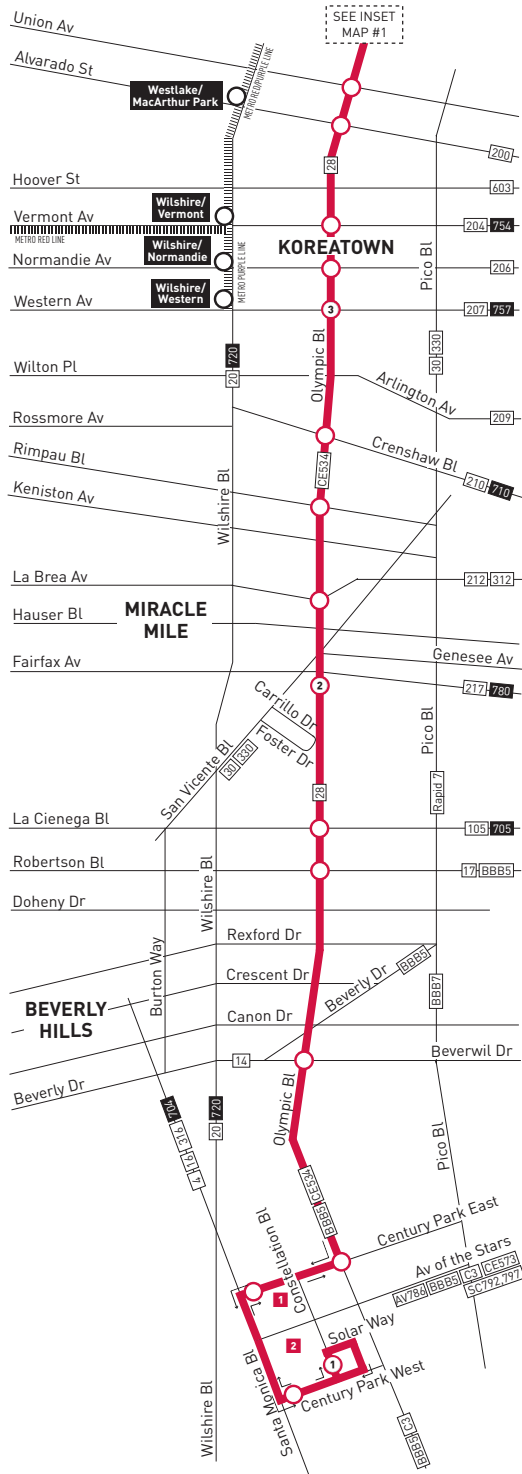 SEE INSET
MAP #1
Union Av
Alvarado St
Westlake/
MacArthur Park
METRO RED/PURPLE LINE
200
28
Hoover St
603
Wilshire/
Vermont
Vermont Av
METRO RED LINE
204 754
KOREATOWN
Pico Bl
Wilshire/
Normandie
Normandie Av
METRO PURPLE LINE
206
Wilshire/
Western
Western Av
3
207 757
20 720
30 330
Olympic Bl
Wilton Pl
Arlington Av
209
Rossmore Av
Crenshaw Bl
210 710
Rimpau Bl
CE534
Keniston Av
Wilshire Bl
La Brea Av
212 312
MIRACLE
MILE
Hauser Bl
Genesee Av
Fairfax Av
2
217 780
Carrillo Dr
Foster Dr
San Vicente Bl
30 330
Pico Bl
28
Rapid 7
La Cienega Bl
105 705
Robertson Bl
17 BBB5
Wilshire Bl
Doheny Dr
Burton Way
Rexford Dr
Beverly Dr
BBB5
Crescent Dr
BBB7
BEVERLY
HILLS
Canon Dr
14
Beverwil Dr
Beverly Dr
Olympic Bl
20 720
4 16 316 704
Pico Bl
BBB5 CE534
Constellation Bl
Century Park East
Av of the Stars
AV786 BBB5 C3 CE573
SC792,797
1
2
Solar Way
1
Santa Monica Bl
Century Park West
Wilshire Bl
BBB5 C3